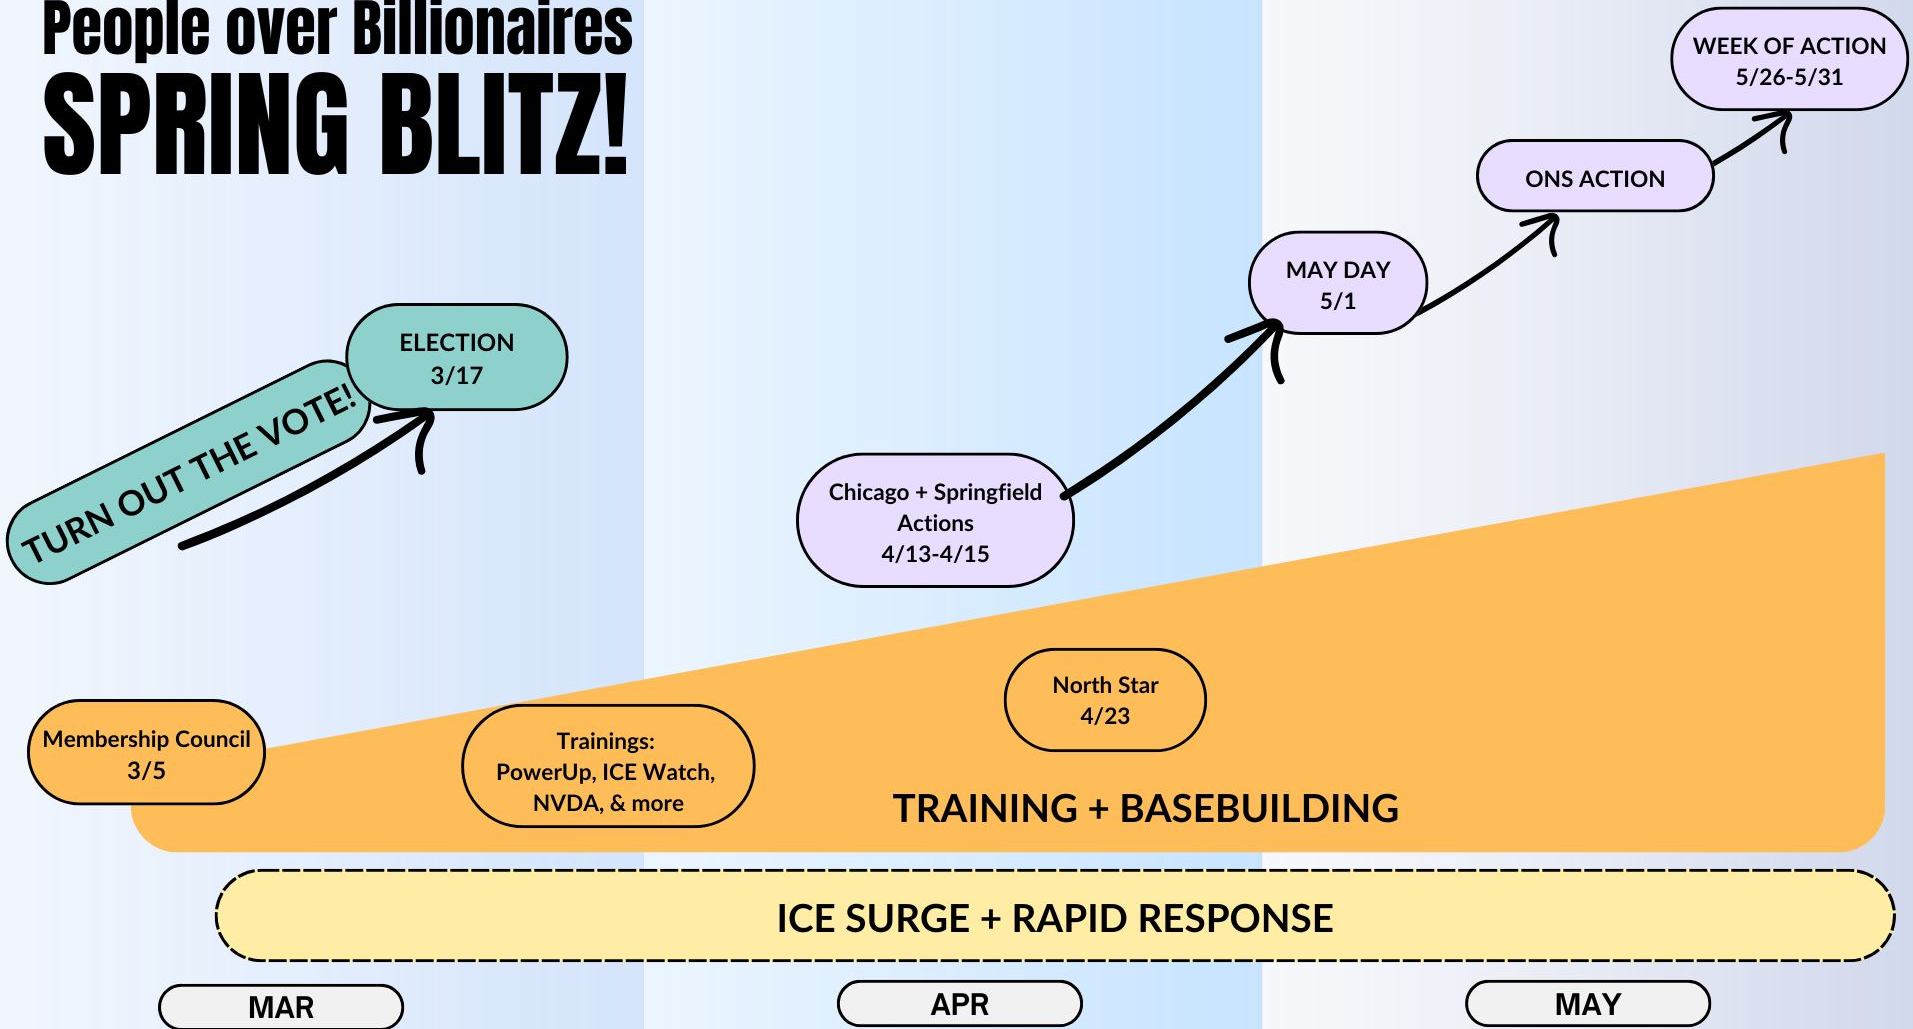 People over Billionaires
SPRING BLITZ!
WEEK OF ACTION
5/26-5/31
ONS ACTION
MAY DAY
5/1
ELECTION
3/17
TURN OUT THE VOTE!
Chicago + Springfield
Actions
4/13-4/15
North Star
4/23
Membership Council
3/5
Trainings:
PowerUp, ICE Watch,
NVDA, & more
TRAINING + BASEBUILDING
ICE SURGE + RAPID RESPONSE
MAR
APR
MAY